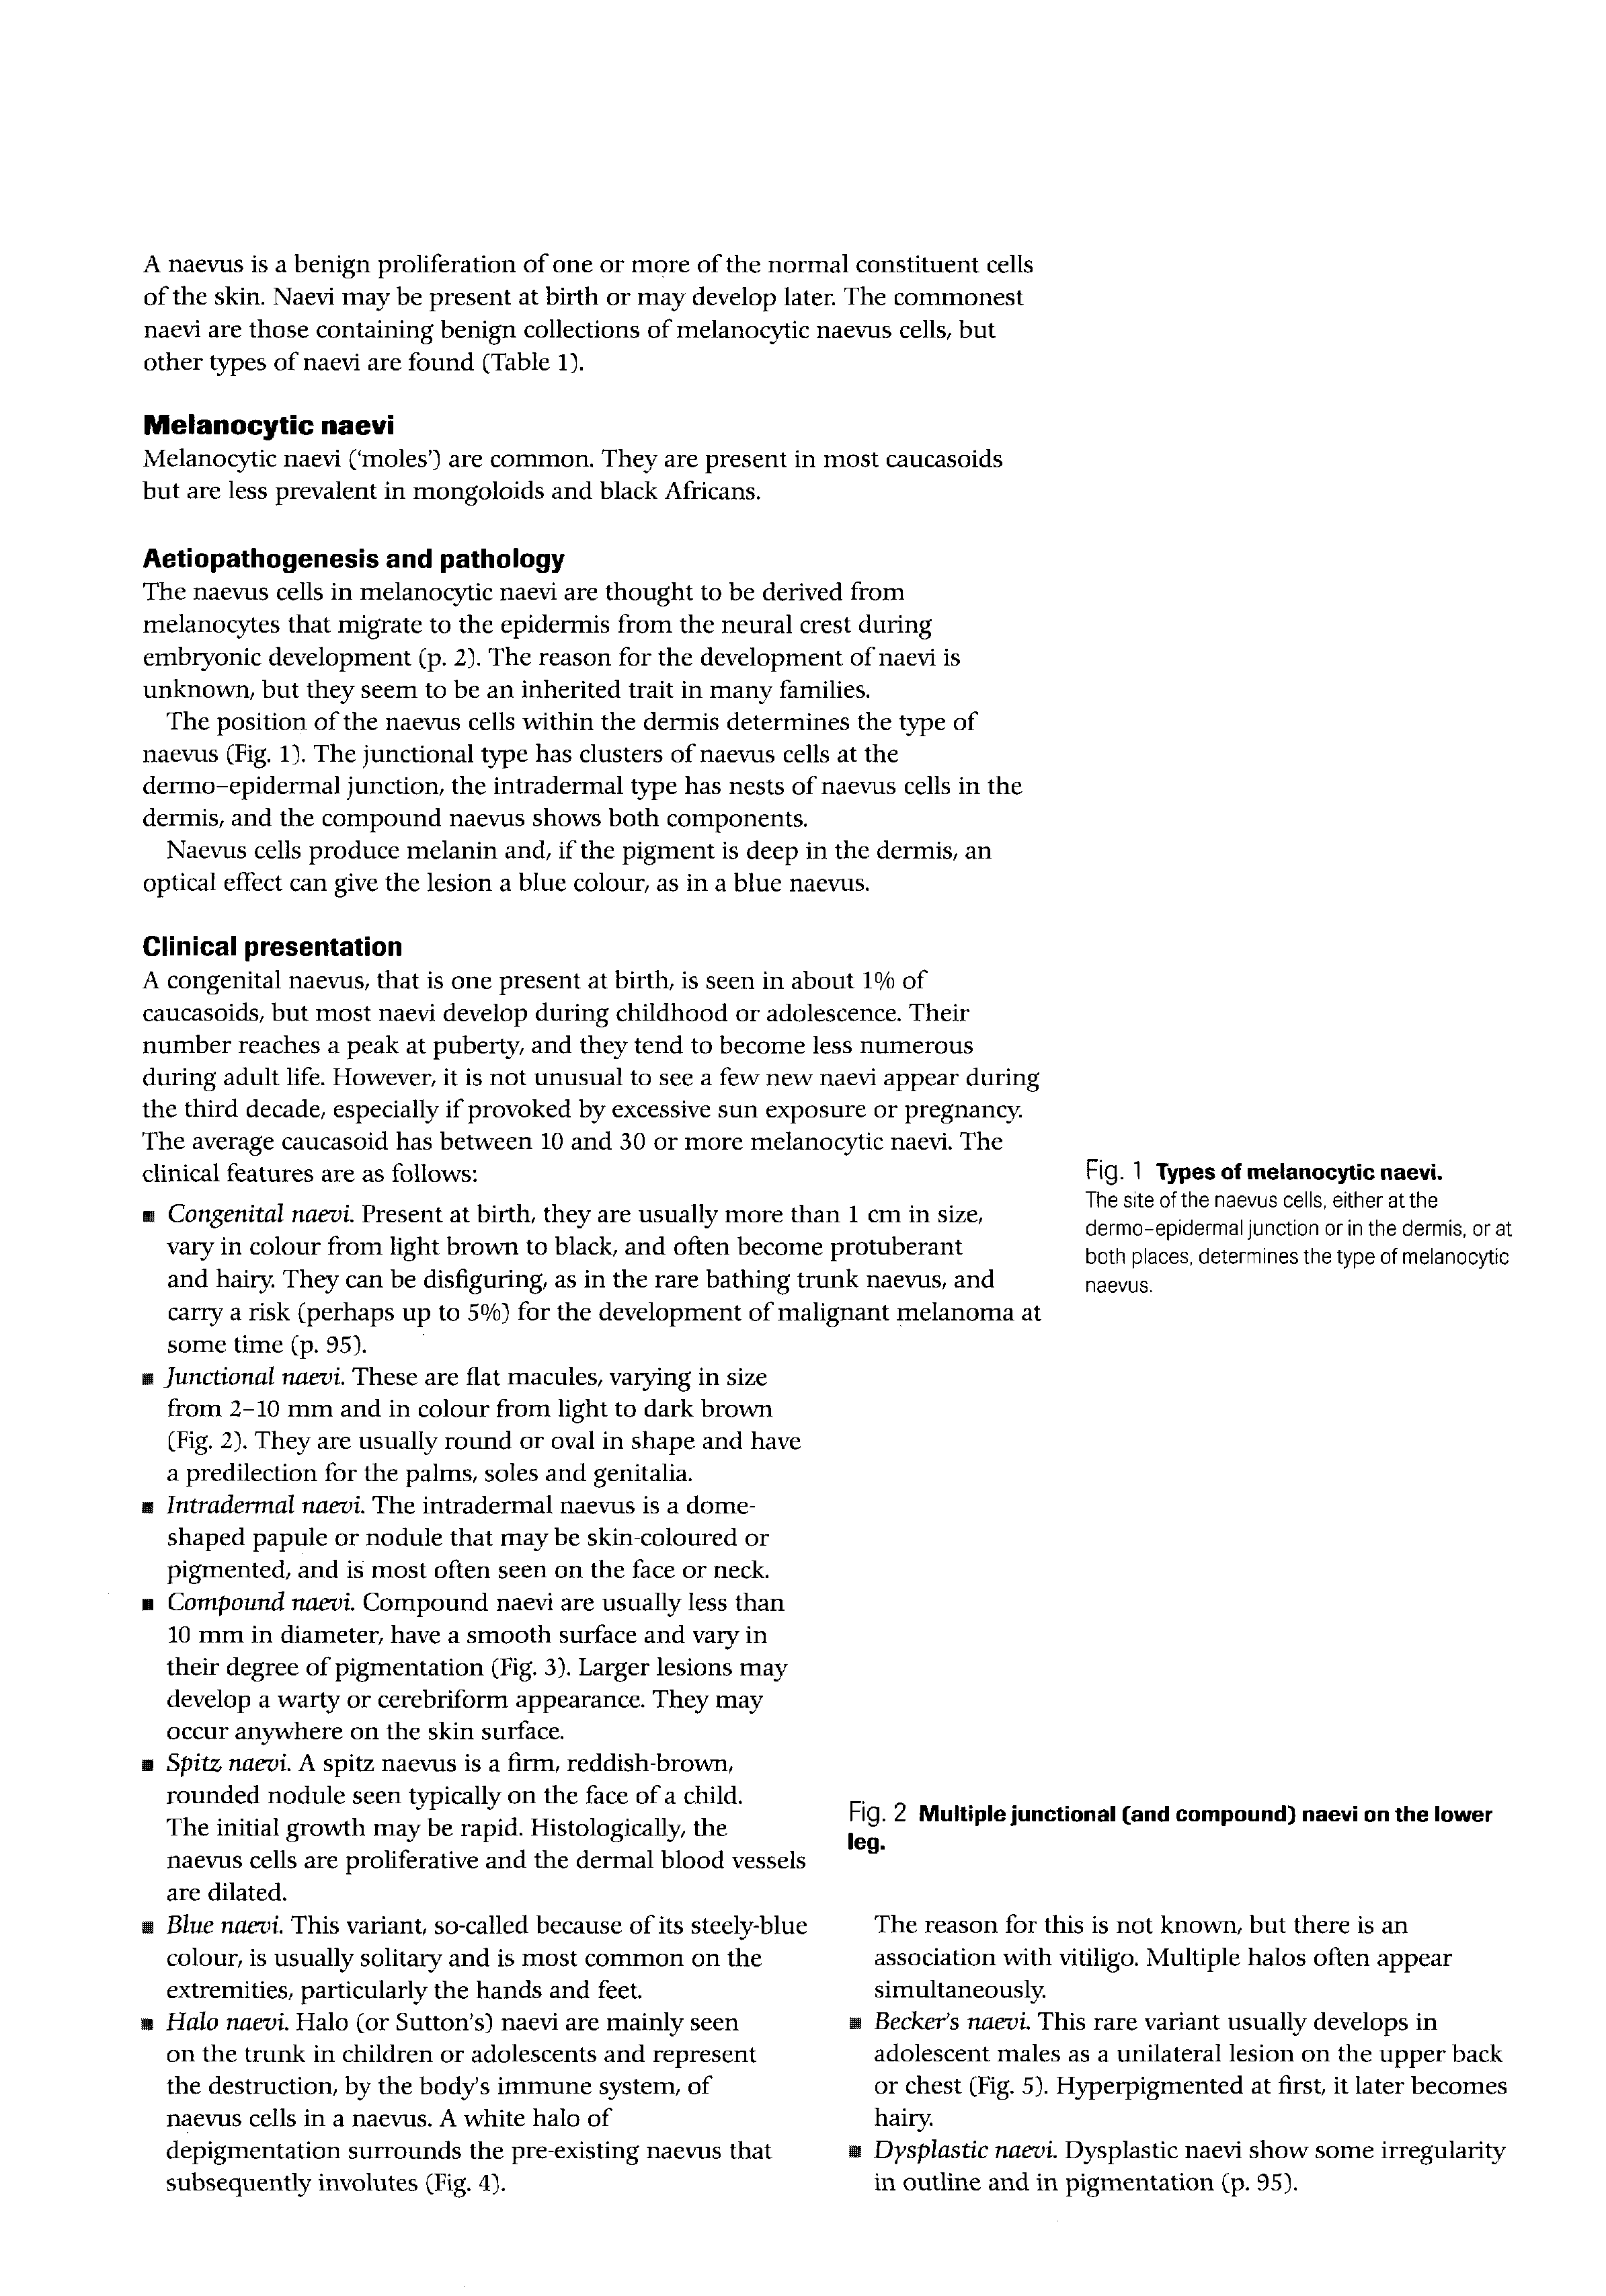 A naevus is a benign proliferation of one or more of the normal constituent cells
of the skin. Naevi may be present at birth or may develop later. The commonest
naevi are those containing benign collections of melanocytic naevus cells, but
other types of naevi are found (Table 1).
Melanocytic naevi
Melanocytic naevi ('moles') are common. They are present in most caucasoids
but are less prevalent in mongoloids and black Africans.
Aetiopathogenesis and pathology
The naevus cells in melanocytic naevi are thought to be derived from
melanocytes that migrate to the epidermis from the neural crest during
embryonic development (p. 2). The reason for the development of naevi is
unknown, but they seem to be an inherited trait in many families.
The position of the naevus cells within the dermis determines the type of
naevus (Fig. 1). The junctional type has clusters of naevus cells at the
dermo-epidermal junction, the intradermal type has nests of naevus cells in the
dermis, and the compound naevus shows both components.
Naevus cells produce melanin and, if the pigment is deep in the dermis, an
optical effect can give the lesion a blue colour, as in a blue naevus.
Clinical presentation
A congenital naevus, that is one present at birth, is seen in about 1% of
caucasoids, but most naevi develop during childhood or adolescence. Their
number reaches a peak at puberty, and they tend to become less numerous
during adult life. However, it is not unusual to see a few new naevi appear during
the third decade, especially if provoked by excessive sun exposure or pregnancy.
The average caucasoid has between 10 and 30 or more melanocytic naevi. The
clinical features are as follows:
■ Congenital naevi. Present at birth, they are usually more than 1 cm in size,
vary in colour from light brown to black, and often become protuberant
and hairy. They can be disfiguring, as in the rare bathing trunk naevus, and
carry a risk (perhaps up to 5%) for the development of malignant melanoma at
some time (p. 95).
■ Junctional naevi. These are flat macules, varying in size
from 2-10 mm and in colour from light to dark brown
(Fig. 2). They are usually round or oval in shape and have
a predilection for the palms, soles and genitalia.
■ Intradermal naevi. The intradermal naevus is a dome-
shaped papule or nodule that may be skin-coloured or
pigmented, and is most often seen on the face or neck.
■ Compound naevi. Compound naevi are usually less than
10 mm in diameter, have a smooth surface and vary in
their degree of pigmentation (Fig. 3). Larger lesions may
develop a warty or cerebriform appearance. They may
occur anywhere on the skin surface.
■ Spitz naevi. A spitz naevus is a firm, reddish-brown,
rounded nodule seen typically on the face of a child.
The initial growth may be rapid. Histologically, the
naevus cells are proliferative and the dermal blood vessels
are dilated.
■ Blue naevi. This variant, so-called because of its steely-blue
colour, is usually solitary and is most common on the
extremities, particularly the hands and feet.
■ Halo naevi. Halo (or Sutton's) naevi are mainly seen
on the trunk in children or adolescents and represent
the destruction, by the body's immune system, of
naevus cells in a naevus. A white halo of
depigmentation surrounds the pre-existing naevus that
subsequently involutes (Fig. 4).
Fig. 1 Types of melanocytic naevi.
The site of the naevus cells, either at the
dermo-epidermal junction or in the dermis, or at
both places, determines the type of melanocytic
naevus.
Fig. 2 Multiple junctional (and compound) naevi on the lower
leg.
The reason for this is not known, but there is an
association with vitiligo. Multiple halos often appear
simultaneously.
■ Becker's naevi. This rare variant usually develops in
adolescent males as a unilateral lesion on the upper back
or chest (Fig. 5). Hyperpigmented at first, it later becomes
hairy.
■ Dysplastic naevi. Dysplastic naevi show some irregularity
in outline and in pigmentation (p. 95).